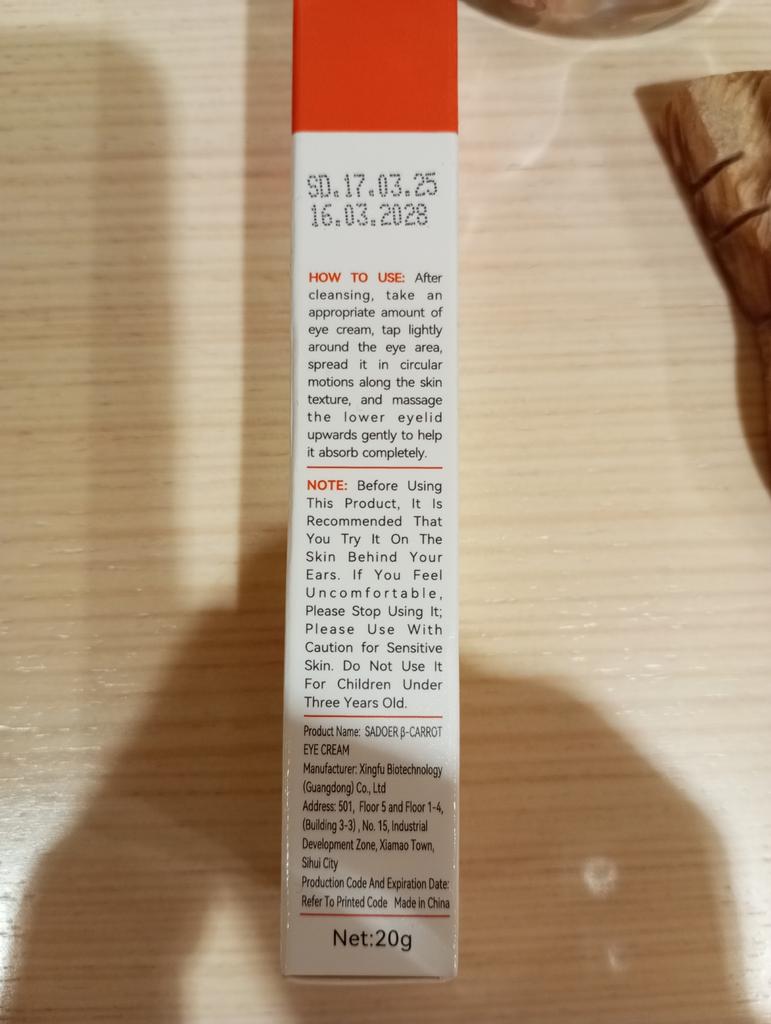 SD.17.03.25
16.03.2028
HOW TO USE: After
cleansing, take an
appropriate amount of
eye cream, tap lightly
around the eye area,
spread it in circular
motions along the skin
texture, and massage
the lower eyelid
upwards gently to help
it absorb completely.
NOTE: Before Using
This Product, It Is
Recommended That
You Try It On The
Skin Behind Your
Ears. If You Feel
Uncomfortable,
Please Stop Using It;
Please Use With
Caution for Sensitive
Skin. Do Not Use It
For Children Under
Three Years Old.
Product Name: SADOER β-CARROT
EYE CREAM
Manufacturer: Xingfu Biotechnology
(Guangdong) Co., Ltd
Address: 501, Floor 5 and Floor 1-4,
(Building 3-3) , No. 15, Industrial
Development Zone, Xiamao Town,
Sihui City
Production Code And Expiration Date:
Refer To Printed Code Made in China
Net:20g